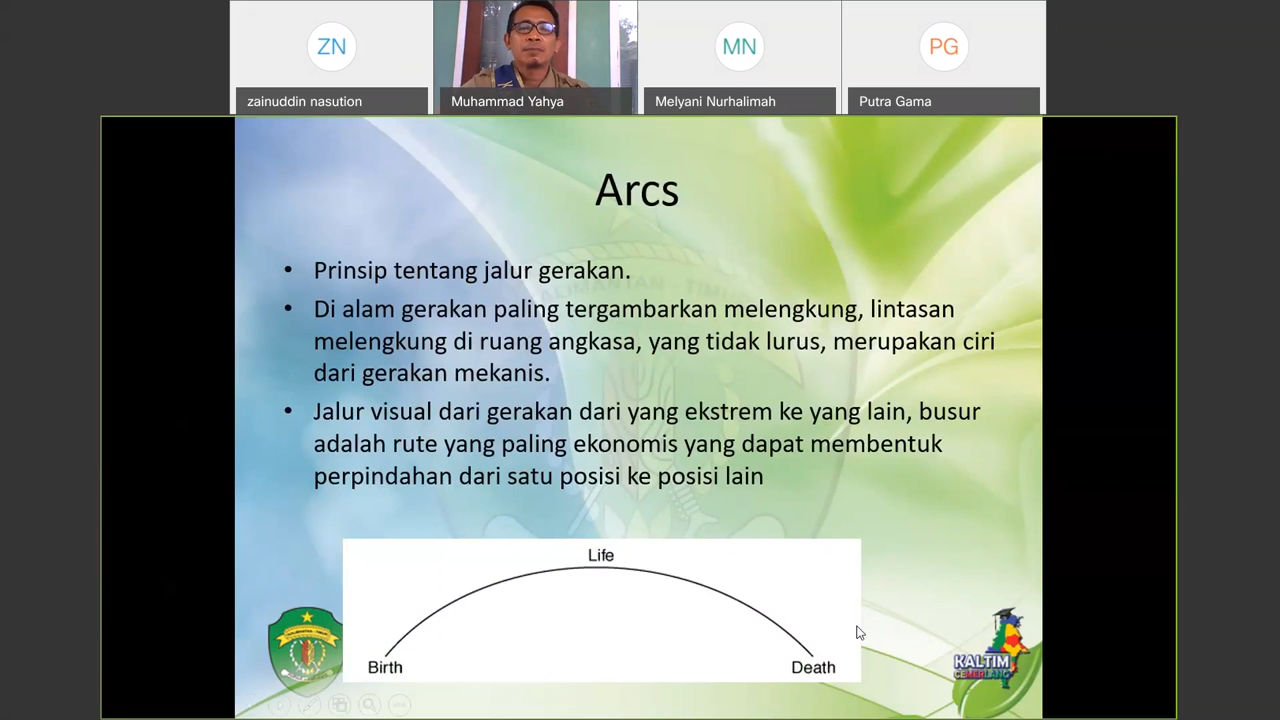 ZN
MN
PG
zainuddin nasution
Muhammad Yahya
Melyani Nurhalimah
Putra Gama
Arcs
• Prinsip tentang jalur gerakan.
• Di alam gerakan paling tergambarkan melengkung, lintasan
melengkung di ruang angkasa, yang tidak lurus, merupakan ciri
dari gerakan mekanis.
• Jalur visual dari gerakan dari yang ekstrem ke yang lain, busur
adalah rute yang paling ekonomis yang dapat membentuk
perpindahan dari satu posisi ke posisi lain
Life
Birth
Death
KALIMANTAN TIMUR
KALTIM
CEMERLANG